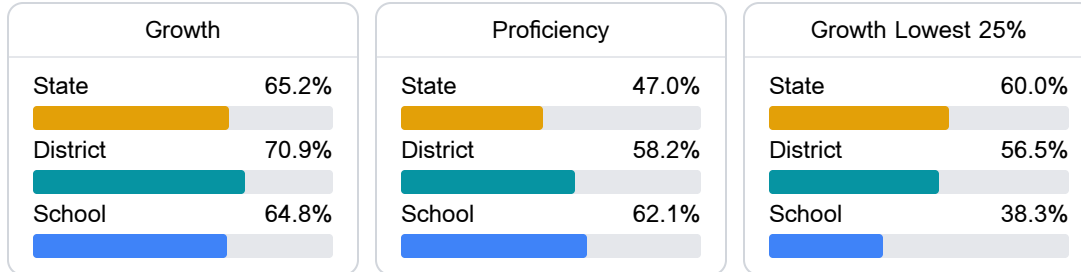 Growth
State 65.2%
District 70.9%
School 64.8%
Proficiency
State 47.0%
District 58.2%
School 62.1%
Growth Lowest 25%
State 60.0%
District 56.5%
School 38.3%